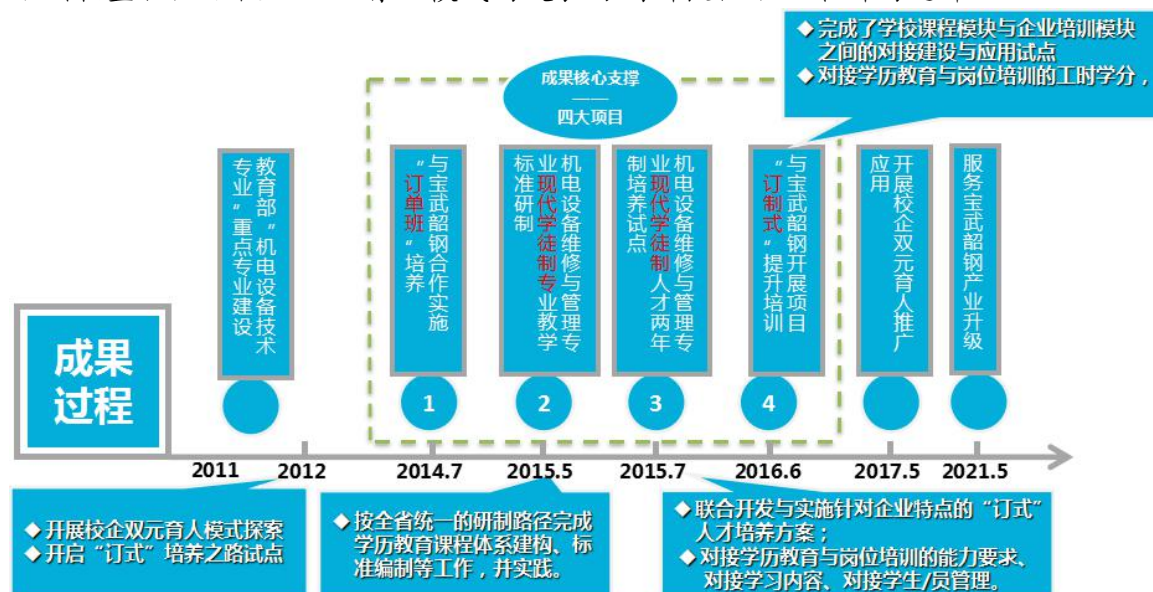 ◆完成了学校课程模块与企业培训模块
之间的对接建设与应用试点
◆对接学历教育与岗位培训的工时学分，
成果核心支撑
——
四大项目
教育部“机电设备技术
专业”重点专业建设
与宝武韶钢合作实施
“订单班”培养
机电设备维修与管理专
业现代学徒制专业教学
标准研制
机电设备维修与管理专
业现代学徒制人才两年
制培养试点
与宝武韶钢开展项目
“订制式”提升培训
开展校企双元育人推广
应用
服务宝武韶钢产业升级
成果
过程
1
2
3
4
2011
2012
2014.7
2015.5
2015.7
2016.6
2017.5
2021.5
◆开展校企双元育人模式探索
◆开启“订式”培养之路试点
◆按全省统一的研制路径完成
学历教育课程体系建构、标
准编制等工作，并实践。
◆联合开发与实施针对企业特点的“订式”
人才培养方案；
◆对接学历教育与岗位培训的能力要求、
对接学习内容、对接学生/员管理。